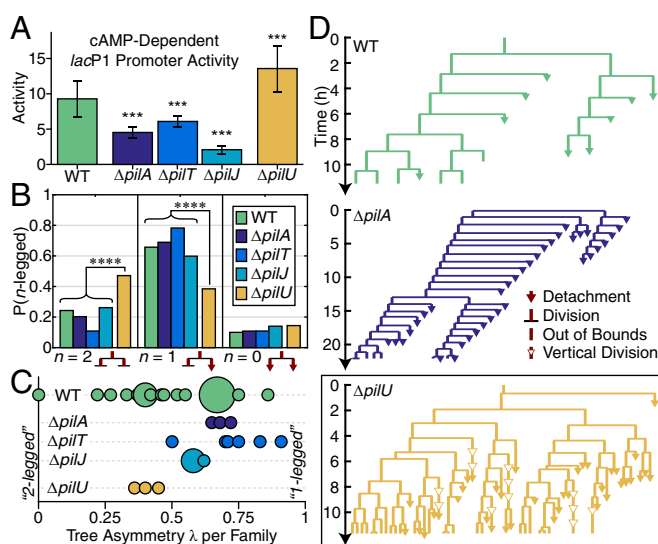 A
cAMP-Dependent
lacP1 Promoter Activity
Activity
15
10
5
0
***
***
***
***
WT
ΔpilA
ΔpilT
ΔpilJ
ΔpilU
B
P(n-legged)
1
0.8
0.6
0.4
0.2
0
****
****
WT
ΔpilA
ΔpilT
ΔpilJ
ΔpilU
n = 2
n = 1
n = 0
C
WT
ΔpilA
ΔpilT
ΔpilJ
ΔpilU
"2-legged"
"1-legged"
0
0.25
0.5
0.75
1
Tree Asymmetry λ per Family
D
WT
Time (h)
0
2
4
6
8
10
ΔpilA
0
5
10
15
20
Detachment
Division
Out of Bounds
Vertical Division
ΔpilU
0
2
4
6
8
10